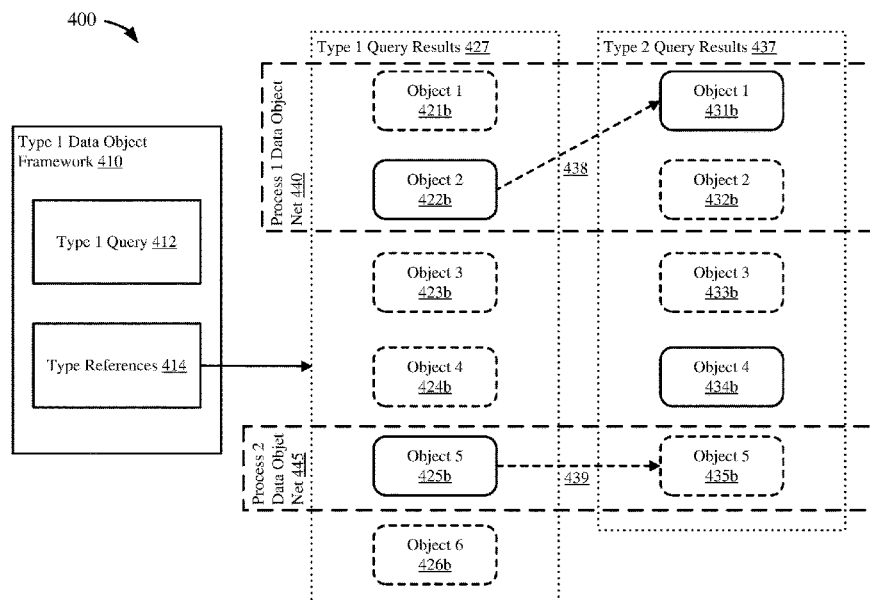 400
Type 1 Query Results 427
Type 2 Query Results 437
Type 1 Data Object
Framework 410
Type 1 Query 412
Type References 414
Process 1 Data Object
Net 440
Object 1
421b
Object 2
422b
438
Object 1
431b
Object 2
432b
Object 3
423b
Object 4
424b
Object 3
433b
Object 4
434b
Process 2
Data Objet
Net 445
Object 5
425b
439
Object 5
435b
Object 6
426b